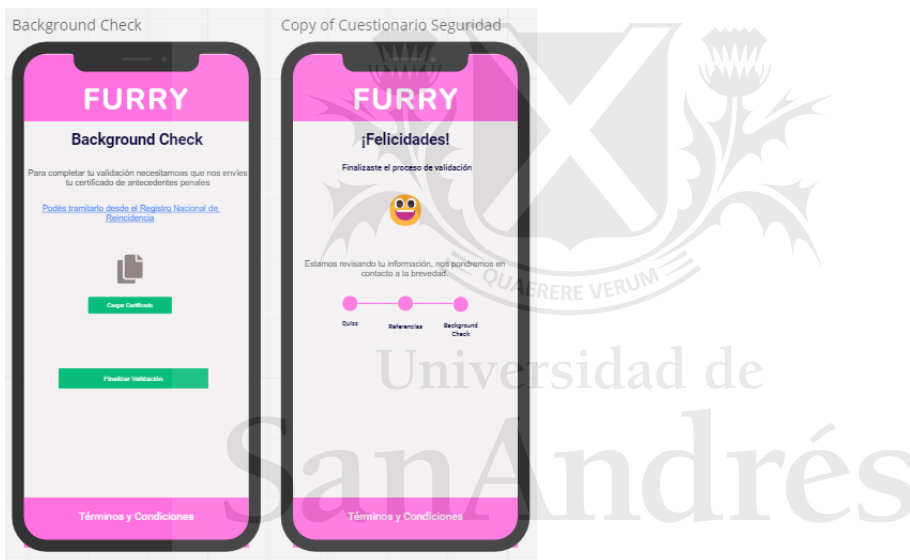 Background Check
FURRY
Background Check
Para completar tu validación necesitamoas que nos envíes
tu certificado de antecedentes penales
Podés tramitarlo desde el Registro Nacional de
Reincidencia
Cargar Certificado
Finalizar Validación
Términos y Condiciones
Copy of Cuestionario Seguridad
FURRY
¡Felicidades!
Finalizaste el proceso de validación
Estamos revisando tu información, nos pondremos en
contacto a la brevedad.
Quizz
Referencias
Background
Check
Términos y Condiciones
QUAERERE VERUM
Universidad de
SanAndrés